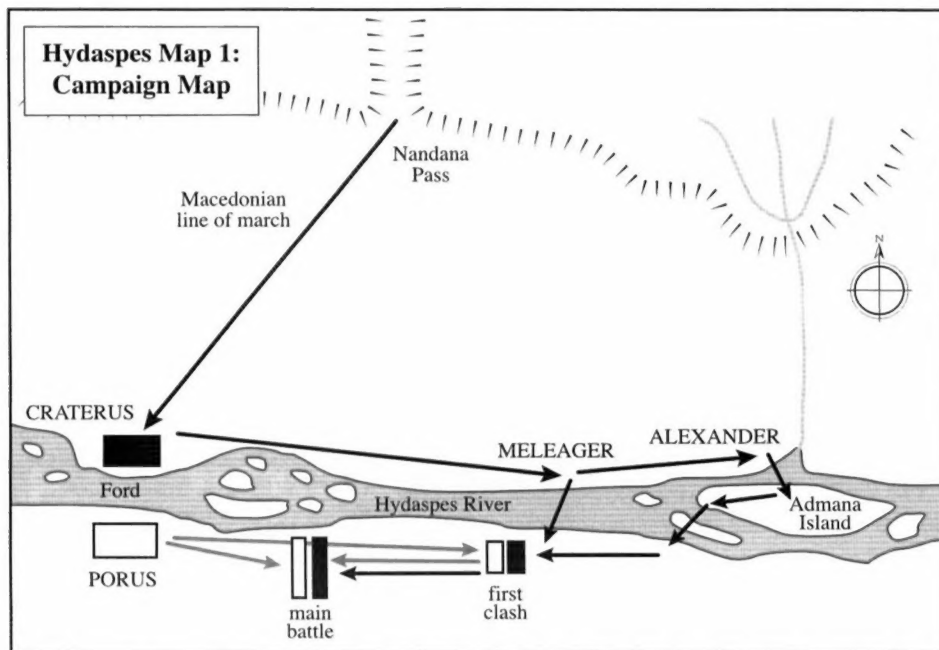 Hydaspes Map 1:
Campaign Map
Nandana
Pass
Macedonian
line of march
N
CRATERUS
MELEAGER
ALEXANDER
Ford
Hydaspes River
Admana
Island
PORUS
main
battle
first
clash